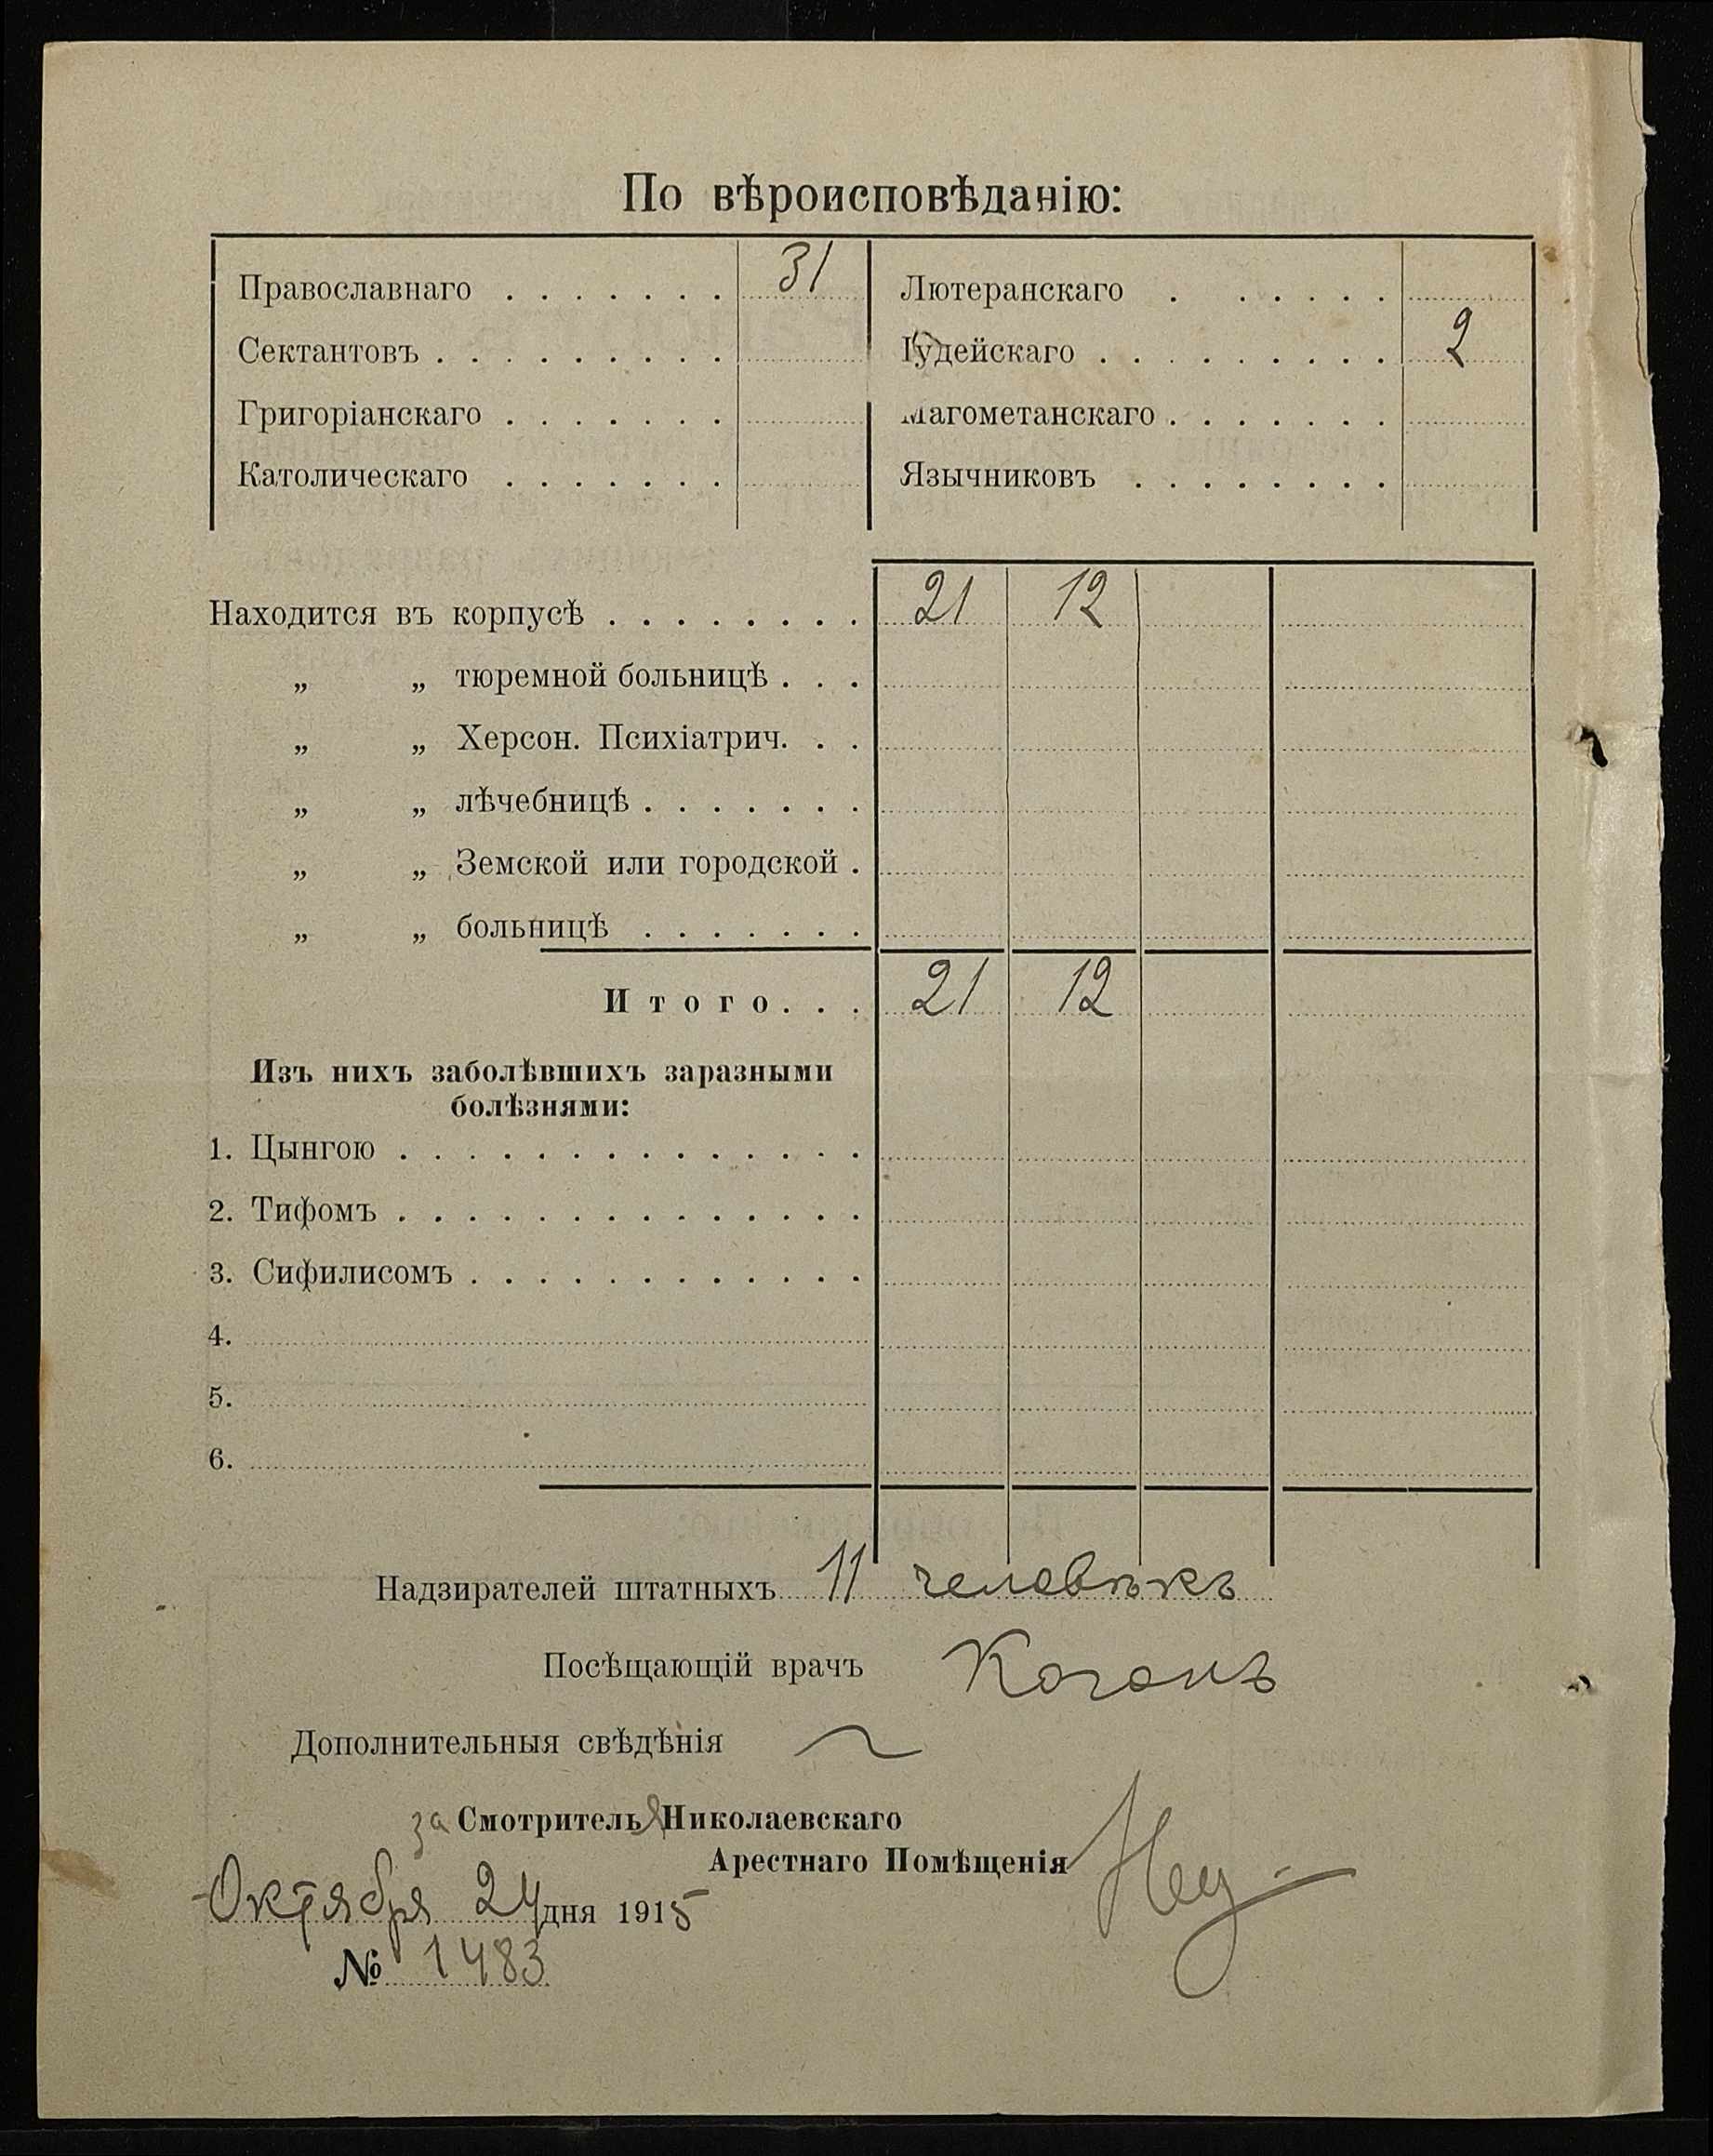 По вѣроисповѣданію:
Православнаго . . . . . . . 31
Лютеранскаго . . . . . .
Сектантовъ . . . . . . . . .
Іудейскаго . . . . . . . . . 2
Григоріанскаго . . . . . . .
Магометанскаго . . . . . . .
Католическаго . . . . . . .
Язычниковъ . . . . . . . .
Находится въ корпусѣ . . . . . . . . 21 12
„ „ тюремной больницѣ . . .
„ „ Херсон. Психіатрич. . .
„ „ лѣчебницѣ . . . . . . .
„ „ Земской или городской .
„ „ больницѣ . . . . . . .
Итого. . . 21 12
Изъ нихъ заболѣвшихъ заразными
болѣзнями:
1. Цынгою . . . . . . . . . . . . . .
2. Тифомъ . . . . . . . . . . . . . .
3. Сифилисомъ . . . . . . . . . . . .
4.
5.
6.
Надзирателей штатныхъ 11 человѣкъ
Посѣщающій врачъ Коганъ
Дополнительныя свѣдѣнія
за Смотрителья Николаевскаго
Арестнаго Помѣщенія
Октября 24 дня 1915
№ 1483